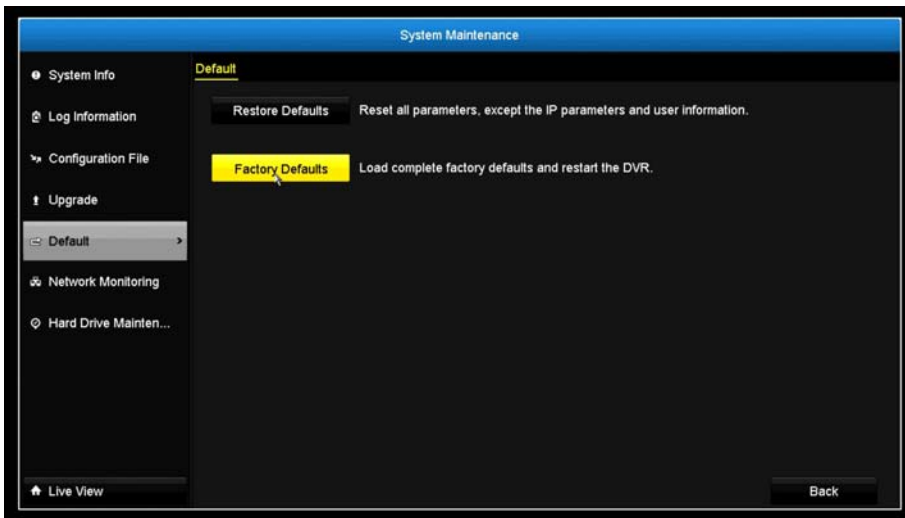 System Maintenance
System Info
Log Information
Configuration File
Upgrade
Default
Network Monitoring
Hard Drive Mainten...
Live View
Default
Restore Defaults
Reset all parameters, except the IP parameters and user information.
Factory Defaults
Load complete factory defaults and restart the DVR.
Back